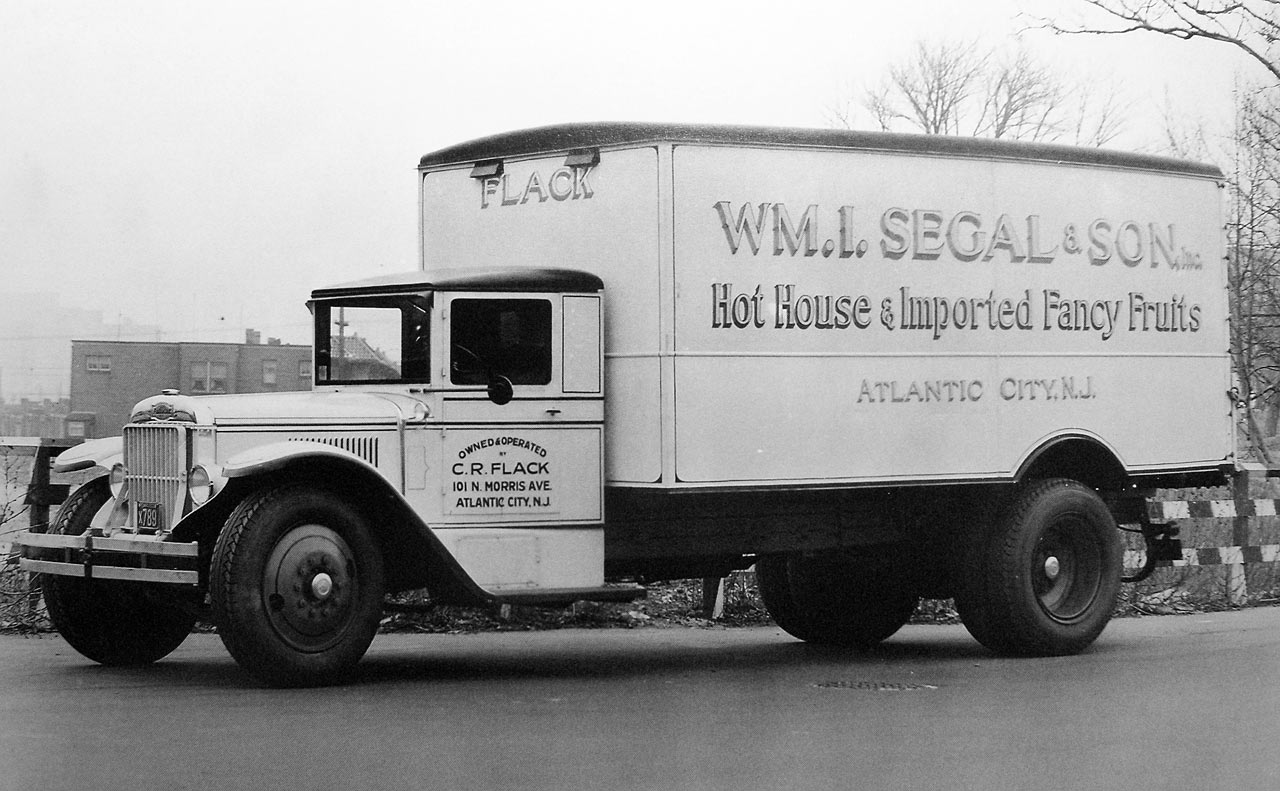 FLACK
WM. I. SEGAL & SON, Inc.
Hot House & Imported Fancy Fruits
ATLANTIC CITY, N.J.
OWNED & OPERATED
BY
C. R. FLACK
101 N. MORRIS AVE.
ATLANTIC CITY, N.J.
X789